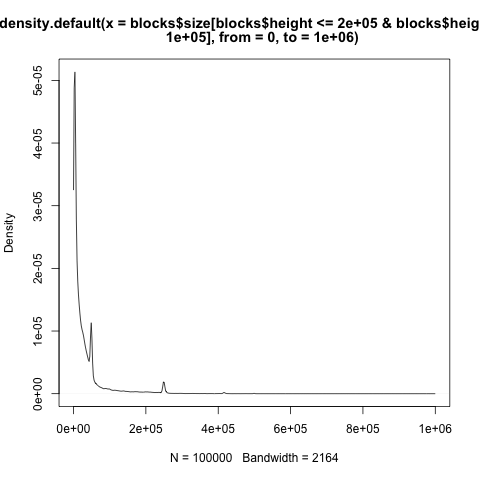 density.default(x = blocks$size[blocks$height <= 2e+05 & blocks$heig
1e+05], from = 0, to = 1e+06)
Density
5e-05
4e-05
3e-05
2e-05
1e-05
0e+00
0e+00 2e+05 4e+05 6e+05 8e+05 1e+06
N = 100000 Bandwidth = 2164